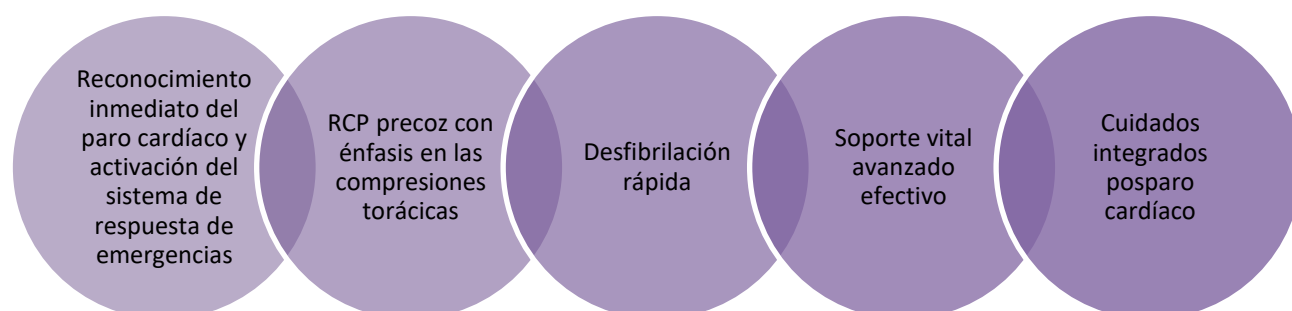 Reconocimiento
inmediato del
paro cardíaco y
activación del
sistema de
respuesta de
emergencias
RCP precoz con
énfasis en las
compresiones
torácicas
Desfibrilación
rápida
Soporte vital
avanzado
efectivo
Cuidados
integrados
posparo
cardíaco